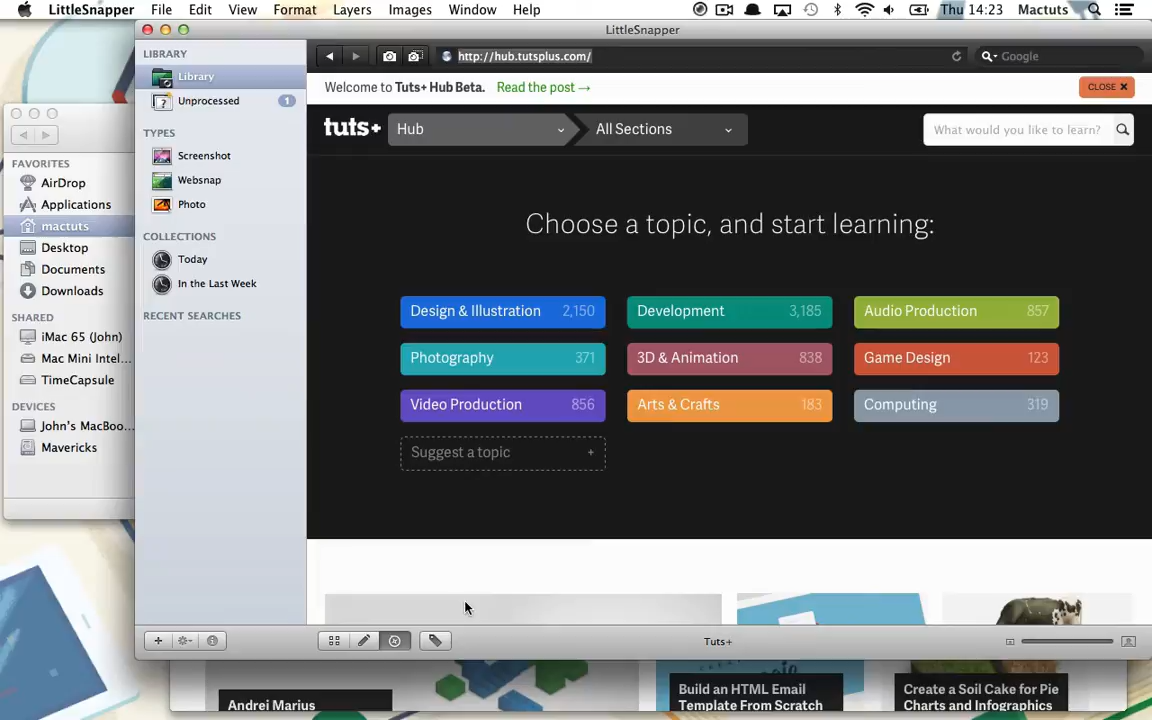 LittleSnapper File Edit View Format Layers Images Window Help Thu 14:23 Mactuts
LittleSnapper
http://hub.tutsplus.com/
Google
LIBRARY
Library
Unprocessed 1
TYPES
Screenshot
Websnap
Photo
COLLECTIONS
Today
In the Last Week
RECENT SEARCHES
FAVORITES
AirDrop
Applications
mactuts
Desktop
Documents
Downloads
SHARED
iMac 65 (John)
Mac Mini Intel...
TimeCapsule
DEVICES
John's MacBoo...
Mavericks
Welcome to Tuts+ Hub Beta. Read the post →
CLOSE ✖
tuts+ Hub All Sections
What would you like to learn?
Choose a topic, and start learning:
Design & Illustration 2,150
Development 3,185
Audio Production 857
Photography 371
3D & Animation 838
Game Design 123
Video Production 856
Arts & Crafts 183
Computing 319
Suggest a topic +
Tuts+
Andrei Marius
Build an HTML Email
Template From Scratch
Create a Soil Cake for Pie
Charts and Infographics